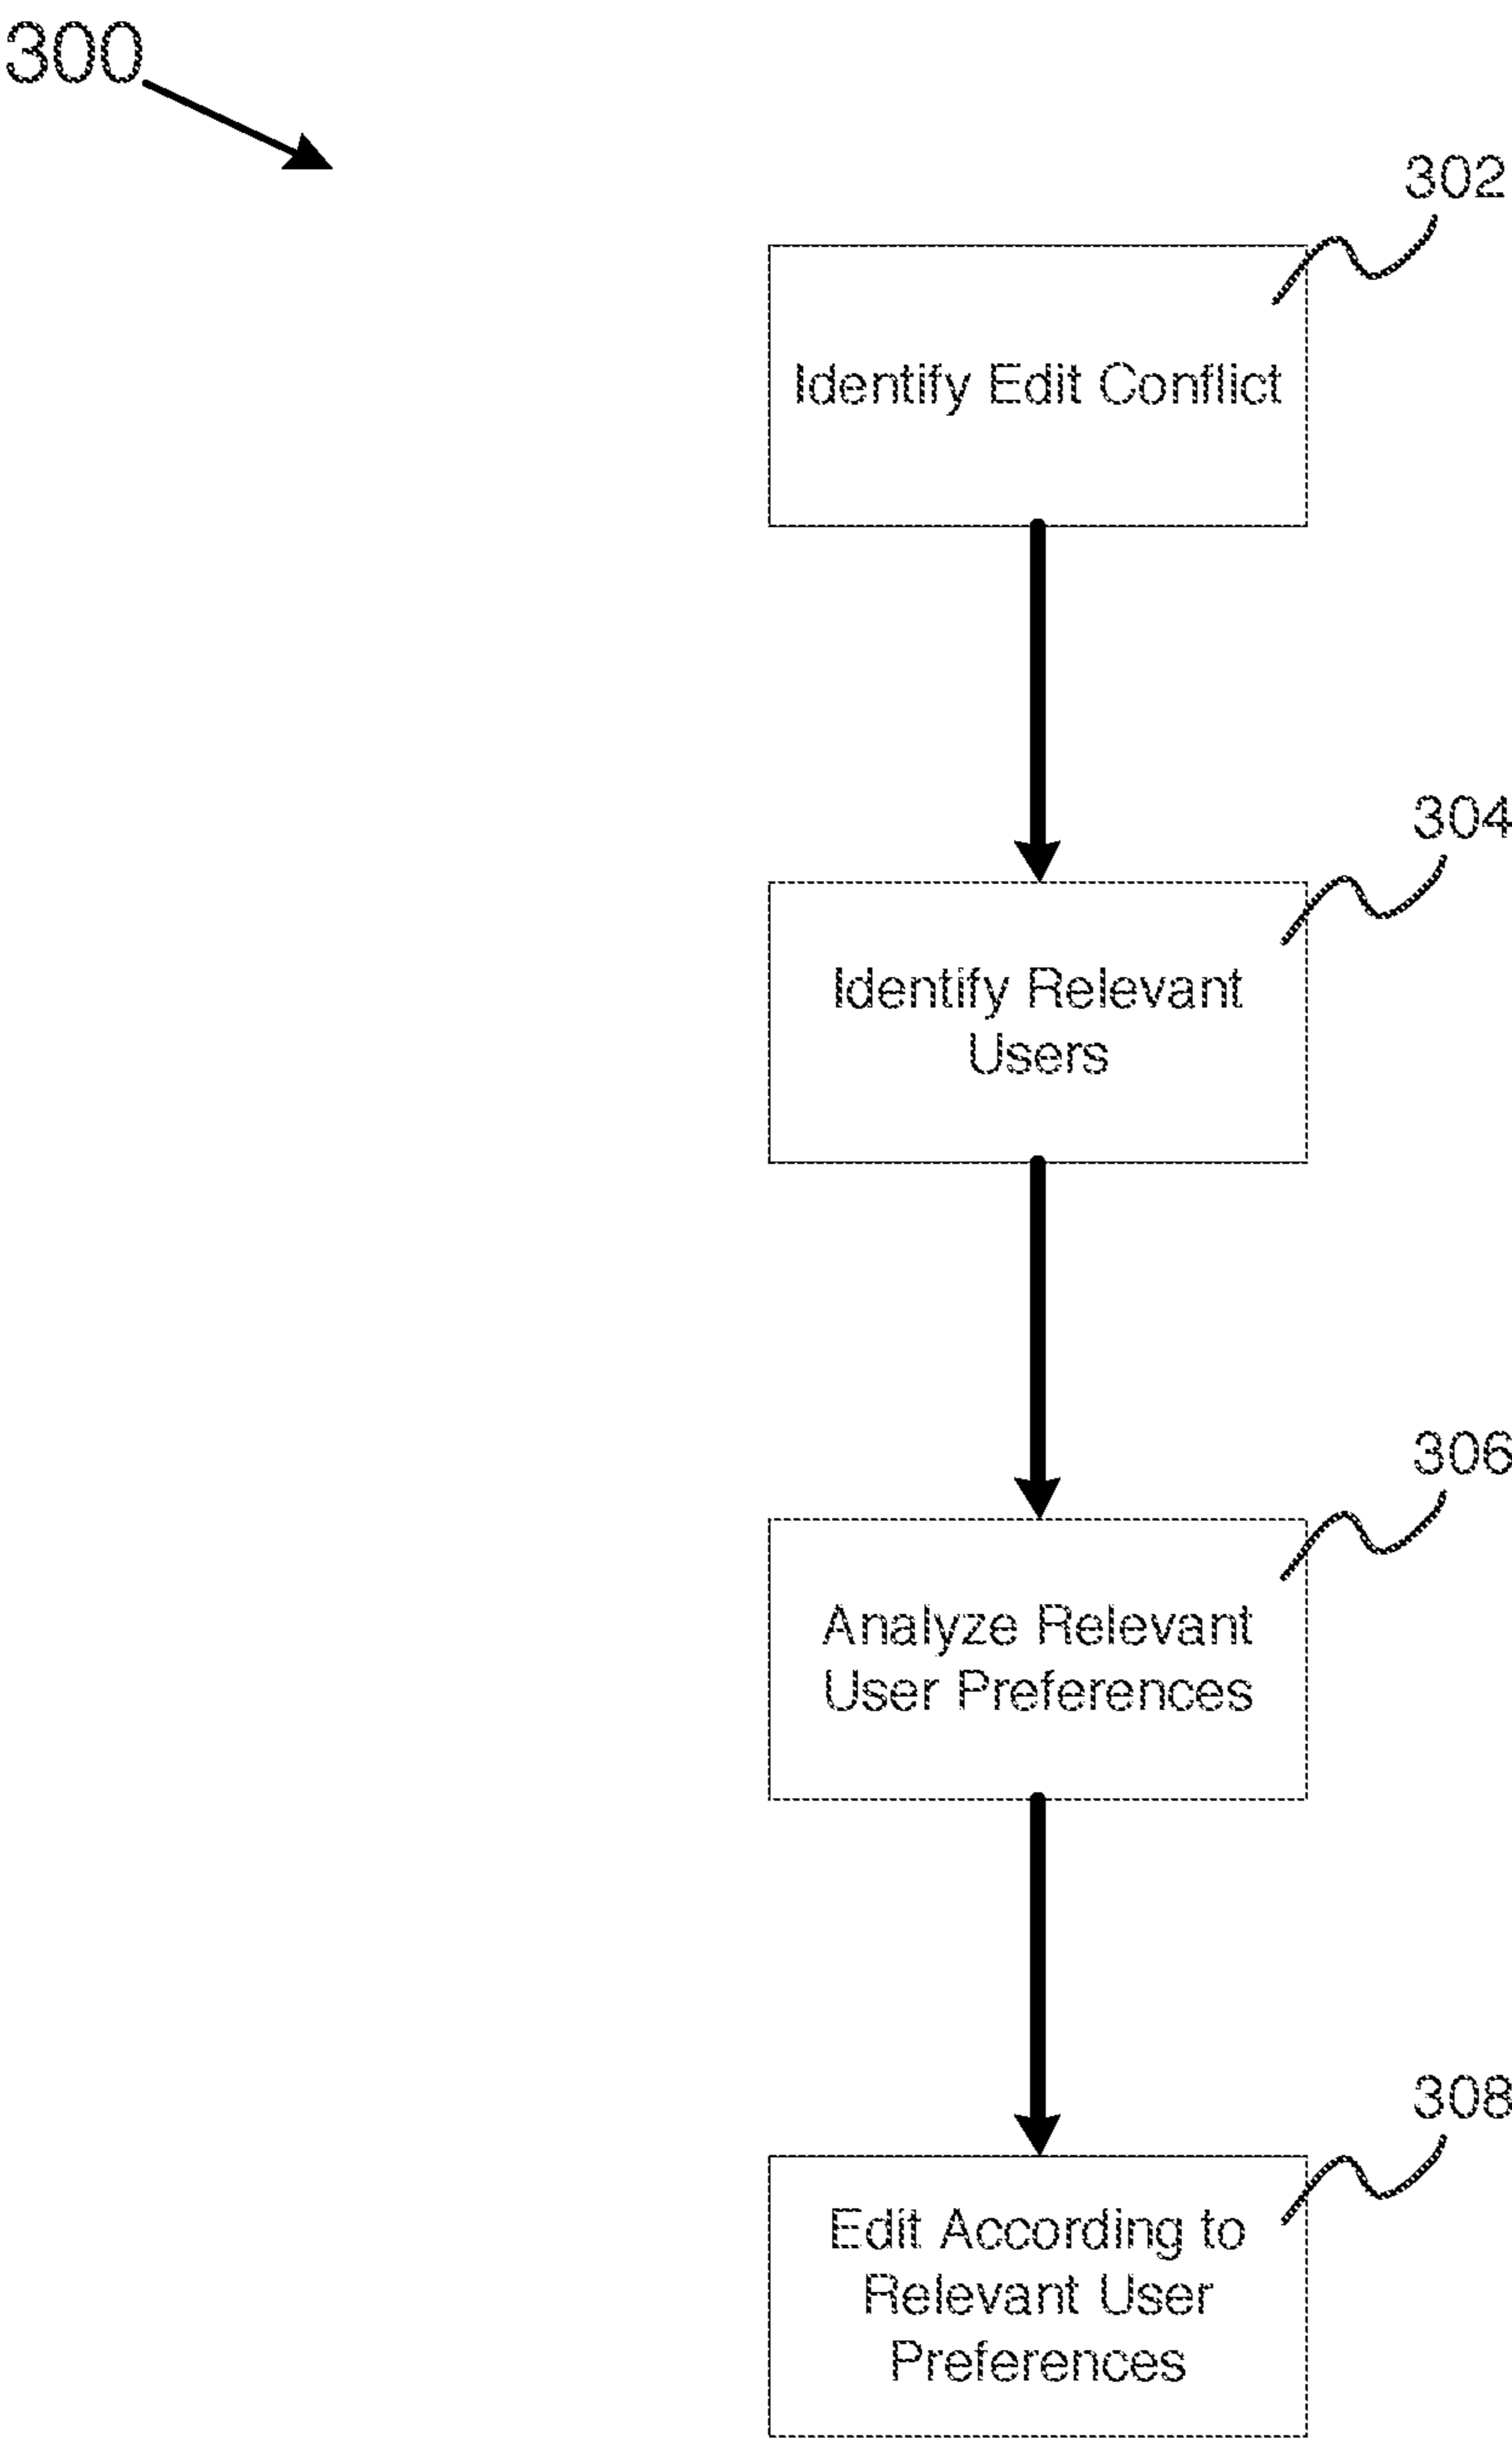 300
302
Identify Edit Conflict
304
Identify Relevant
Users
306
Analyze Relevant
User Preferences
308
Edit According to
Relevant User
Preferences